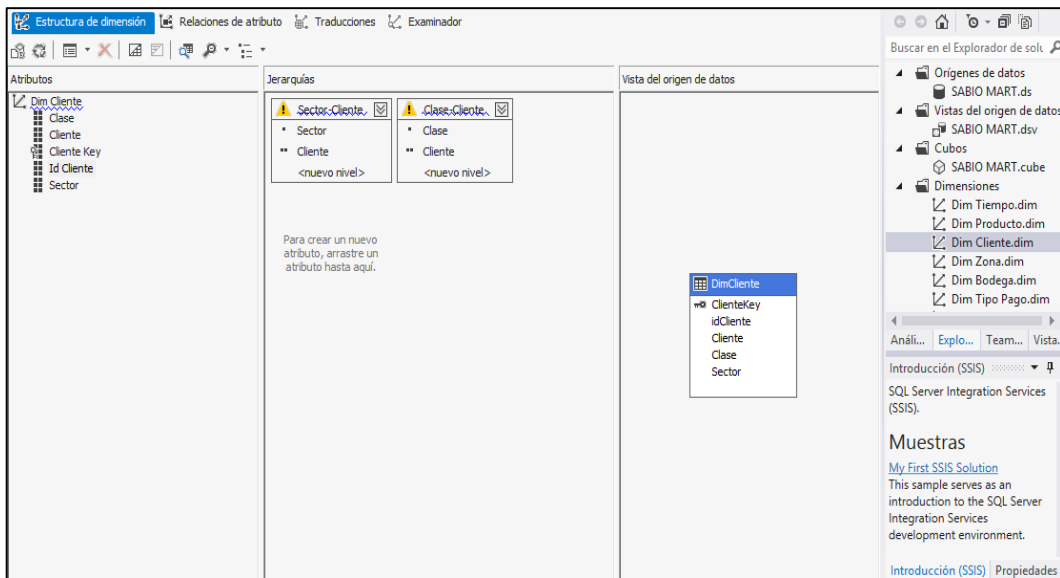 Estructura de dimensión
Relaciones de atributo
Traducciones
Examinador
Atributos
Dim Cliente
Clase
Cliente
Cliente Key
Id Cliente
Sector
Jerarquías
Sector-Cliente
Sector
Cliente
<nuevo nivel>
Clase-Cliente
Clase
Cliente
<nuevo nivel>
Para crear un nuevo
atributo, arrastre un
atributo hasta aquí.
Vista del origen de datos
DimCliente
ClienteKey
idCliente
Cliente
Clase
Sector
Buscar en el Explorador de solu
Orígenes de datos
SABIO MART.ds
Vistas del origen de datos
SABIO MART.dsv
Cubos
SABIO MART.cube
Dimensiones
Dim Tiempo.dim
Dim Producto.dim
Dim Cliente.dim
Dim Zona.dim
Dim Bodega.dim
Dim Tipo Pago.dim
Análi... Explo... Team... Vista.
Introducción (SSIS)
SQL Server Integration Services
(SSIS).
Muestras
My First SSIS Solution
This sample serves as an
introduction to the SQL Server
Integration Services
development environment.
Introducción (SSIS) Propiedades